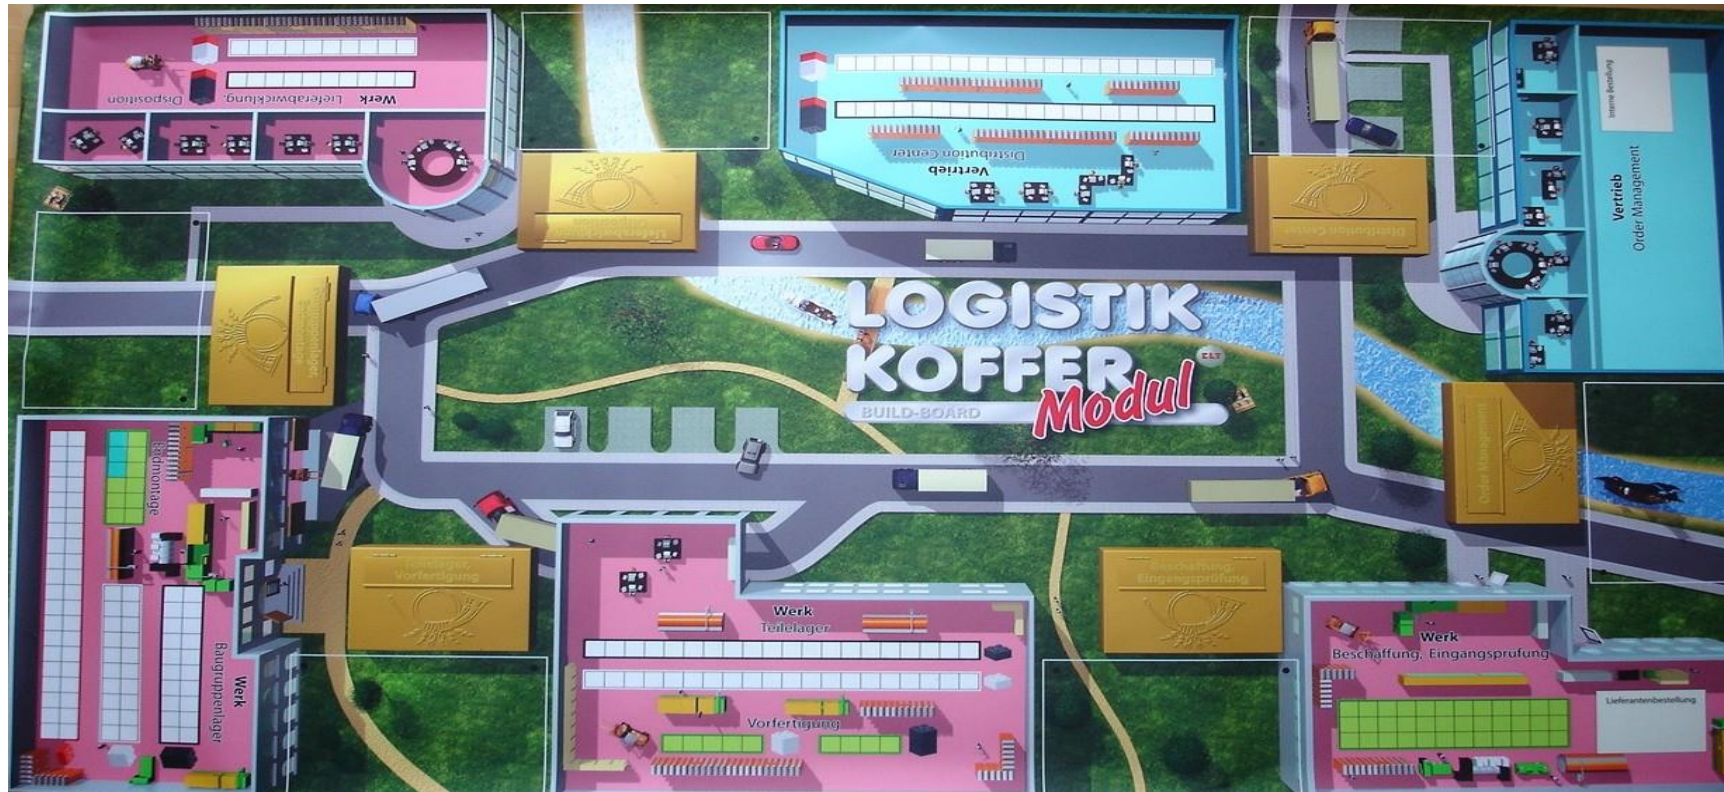 Werk
Lieferabwicklung,
Disposition
Vertrieb
Distribution Center
Interne Bestellung
Vertrieb
Order Management
Distribution Center
LOGISTIK
KOFFER
Modul
BUILD-BOARD
Order Management
Endmontage
Werk
Baugruppenlager
Teilelager,
Vorfertigung
Werk
Teilelager
Vorfertigung
Beschaffung,
Eingangsprüfung
Werk
Beschaffung, Eingangsprüfung
Lieferantenbestellung